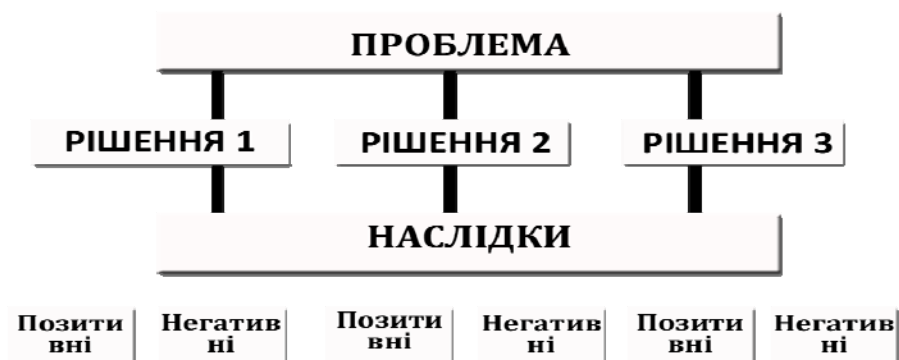 ПРОБЛЕМА
РІШЕННЯ 1 РІШЕННЯ 2 РІШЕННЯ 3
НАСЛІДКИ
Позити Негатив Позити Негатив Позити Негатив
вні ні вні ні вні ні